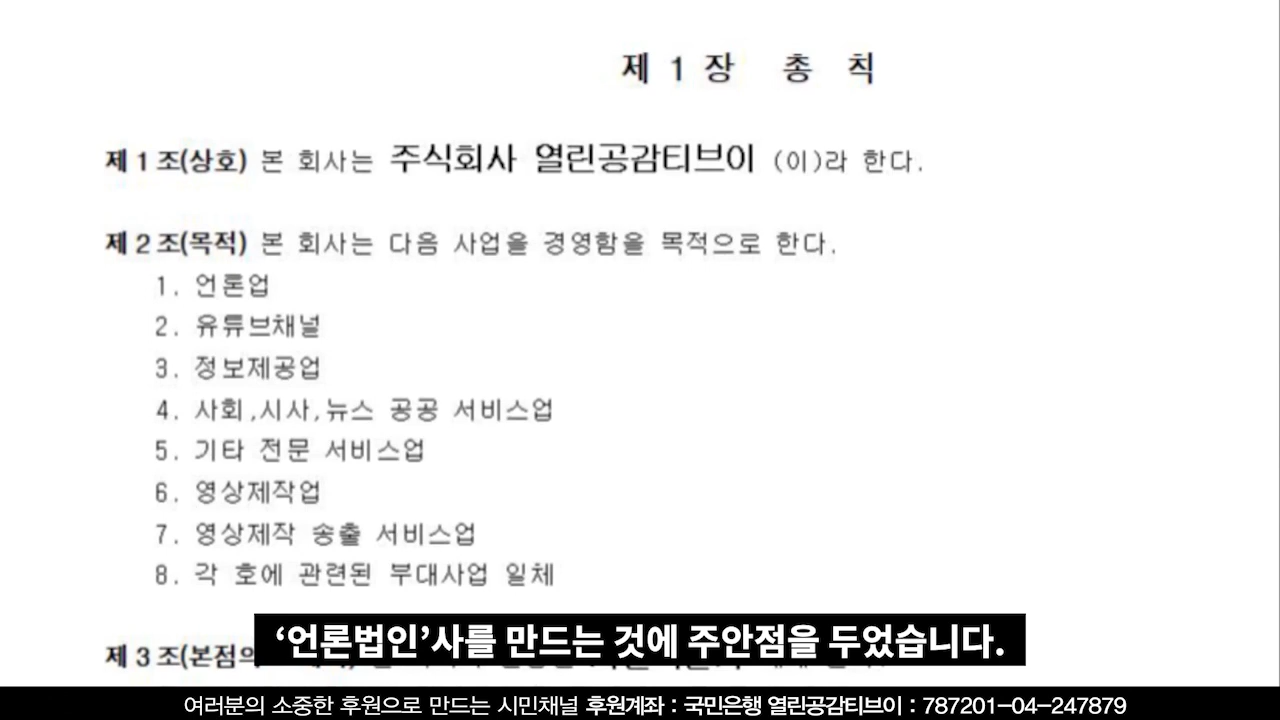 제 1 장 총 칙
제 1 조(상호) 본 회사는 주식회사 열린공감티브이 (이)라 한다.
제 2 조(목적) 본 회사는 다음 사업을 경영함을 목적으로 한다.
1. 언론업
2. 유튜브채널
3. 정보제공업
4. 사회,시사,뉴스 공공 서비스업
5. 기타 전문 서비스업
6. 영상제작업
7. 영상제작 송출 서비스업
8. 각 호에 관련된 부대사업 일체
제 3 조(본점의
‘언론법인’사를 만드는 것에 주안점을 두었습니다.
여러분의 소중한 후원으로 만드는 시민채널 후원계좌 : 국민은행 열린공감티브이 : 787201-04-247879